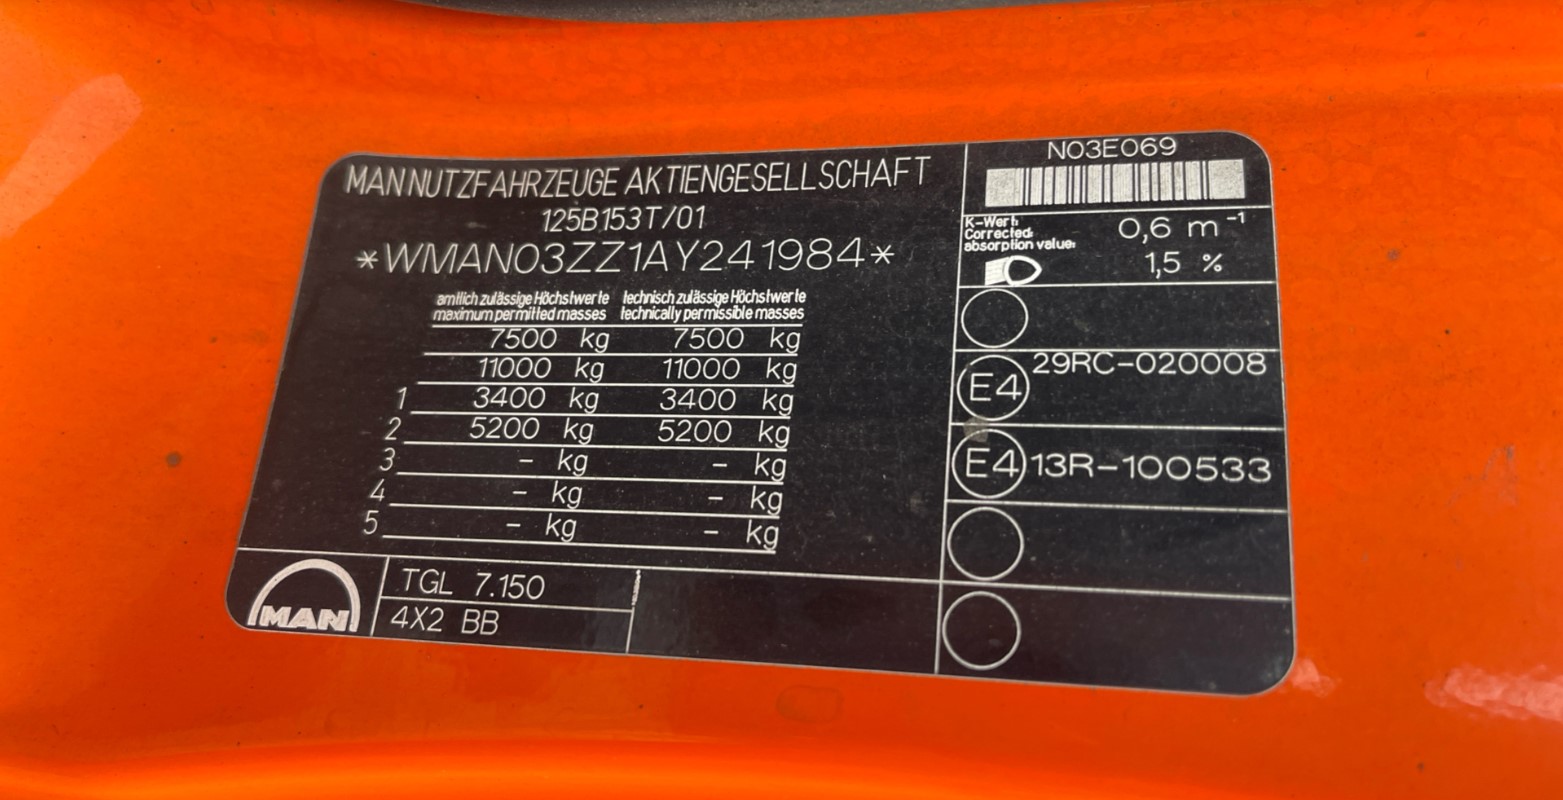 MAN NUTZFAHRZEUGE AKTIENGESELLSCHAFT
125B153T/01
*WMAN03ZZ1AY241984*
amtlich zulässige Höchstwerte technisch zulässige Höchstwerte
maximum permitted masses technically permissible masses
7500 kg 7500 kg
11000 kg 11000 kg
1 3400 kg 3400 kg
2 5200 kg 5200 kg
3 – kg – kg
4 – kg – kg
5 – kg – kg
MAN
TGL 7.150
4X2 BB
N03E069
K-Wert:
Corrected:
absorption value:
0,6 m⁻¹
1,5 %
E4 29RC-020008
E4 13R-100533